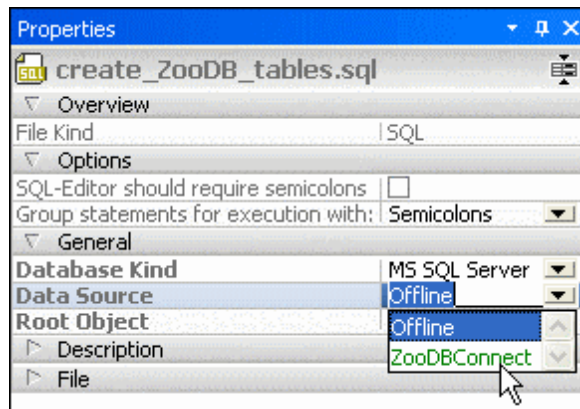 Properties
SQL create_ZooDB_tables.sql
Overview
File Kind SQL
Options
SQL-Editor should require semicolons
Group statements for execution with: Semicolons
General
Database Kind MS SQL Server
Data Source Offline
Root Object Offline
ZooDBConnect
Description
File